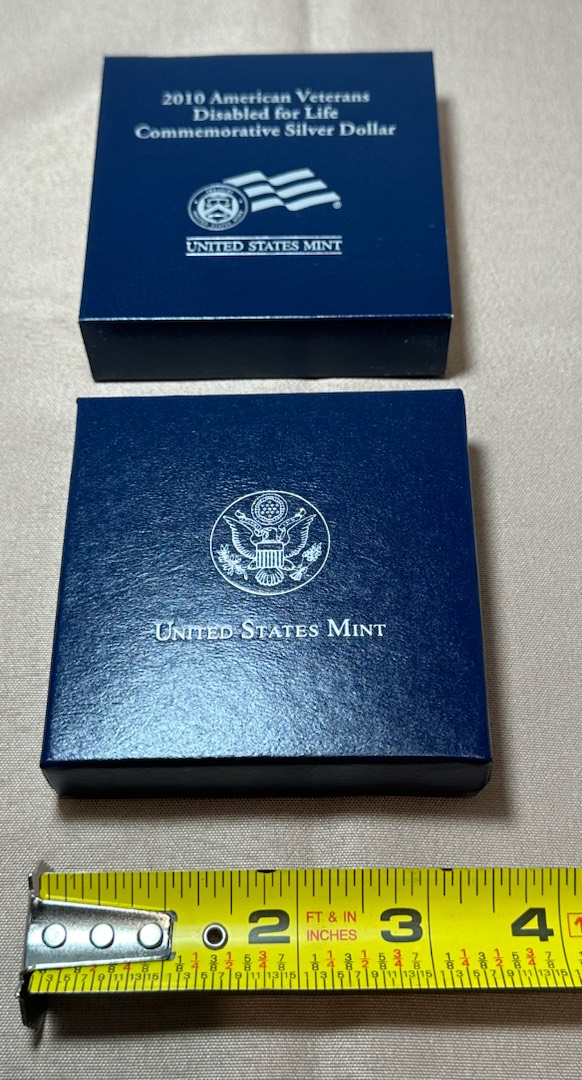 2010 American Veterans
Disabled for Life
Commemorative Silver Dollar
UNITED STATES MINT
UNITED STATES MINT
2 FT & IN 3 4
INCHES